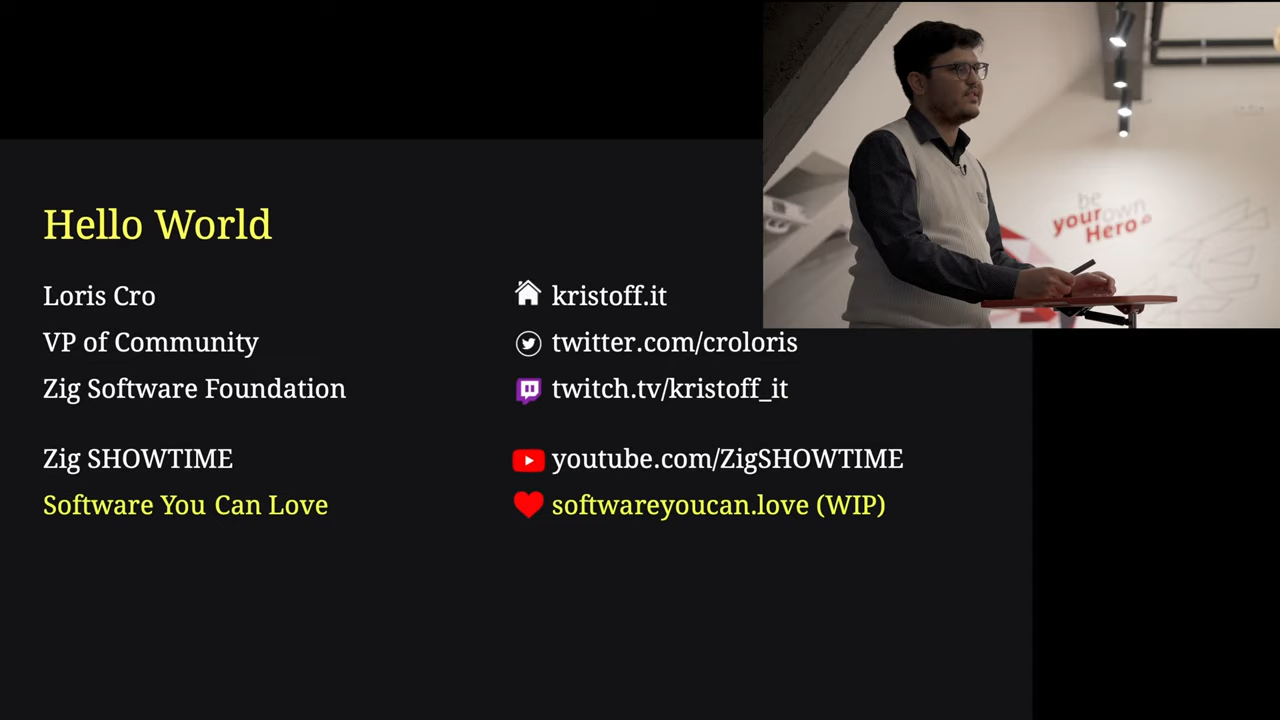 Hello World
Loris Cro
VP of Community
Zig Software Foundation
Zig SHOWTIME
Software You Can Love
kristoff.it
twitter.com/croloris
twitch.tv/kristoff_it
youtube.com/ZigSHOWTIME
softwareyoucan.love (WIP)
be
your own
Hero